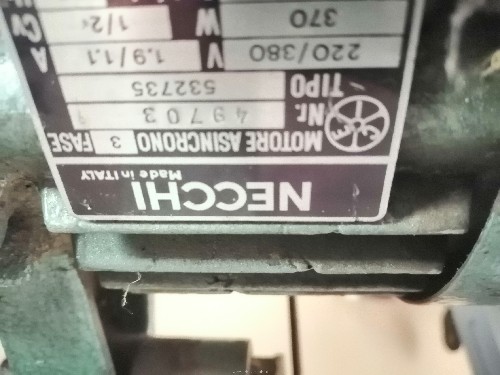 NECCHI
Made in ITALY
MOTORE ASINCRONO 3 FASE
Nr. 49703
TIPO 532735
V 220/380 A 1.9/1.1
W 370 Cv 1/2